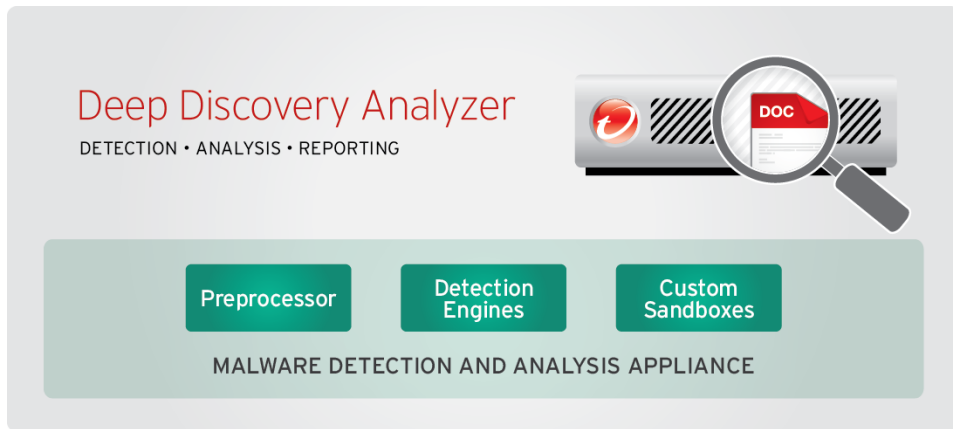 Deep Discovery Analyzer
DETECTION • ANALYSIS • REPORTING
DOC
Preprocessor
Detection
Engines
Custom
Sandboxes
MALWARE DETECTION AND ANALYSIS APPLIANCE